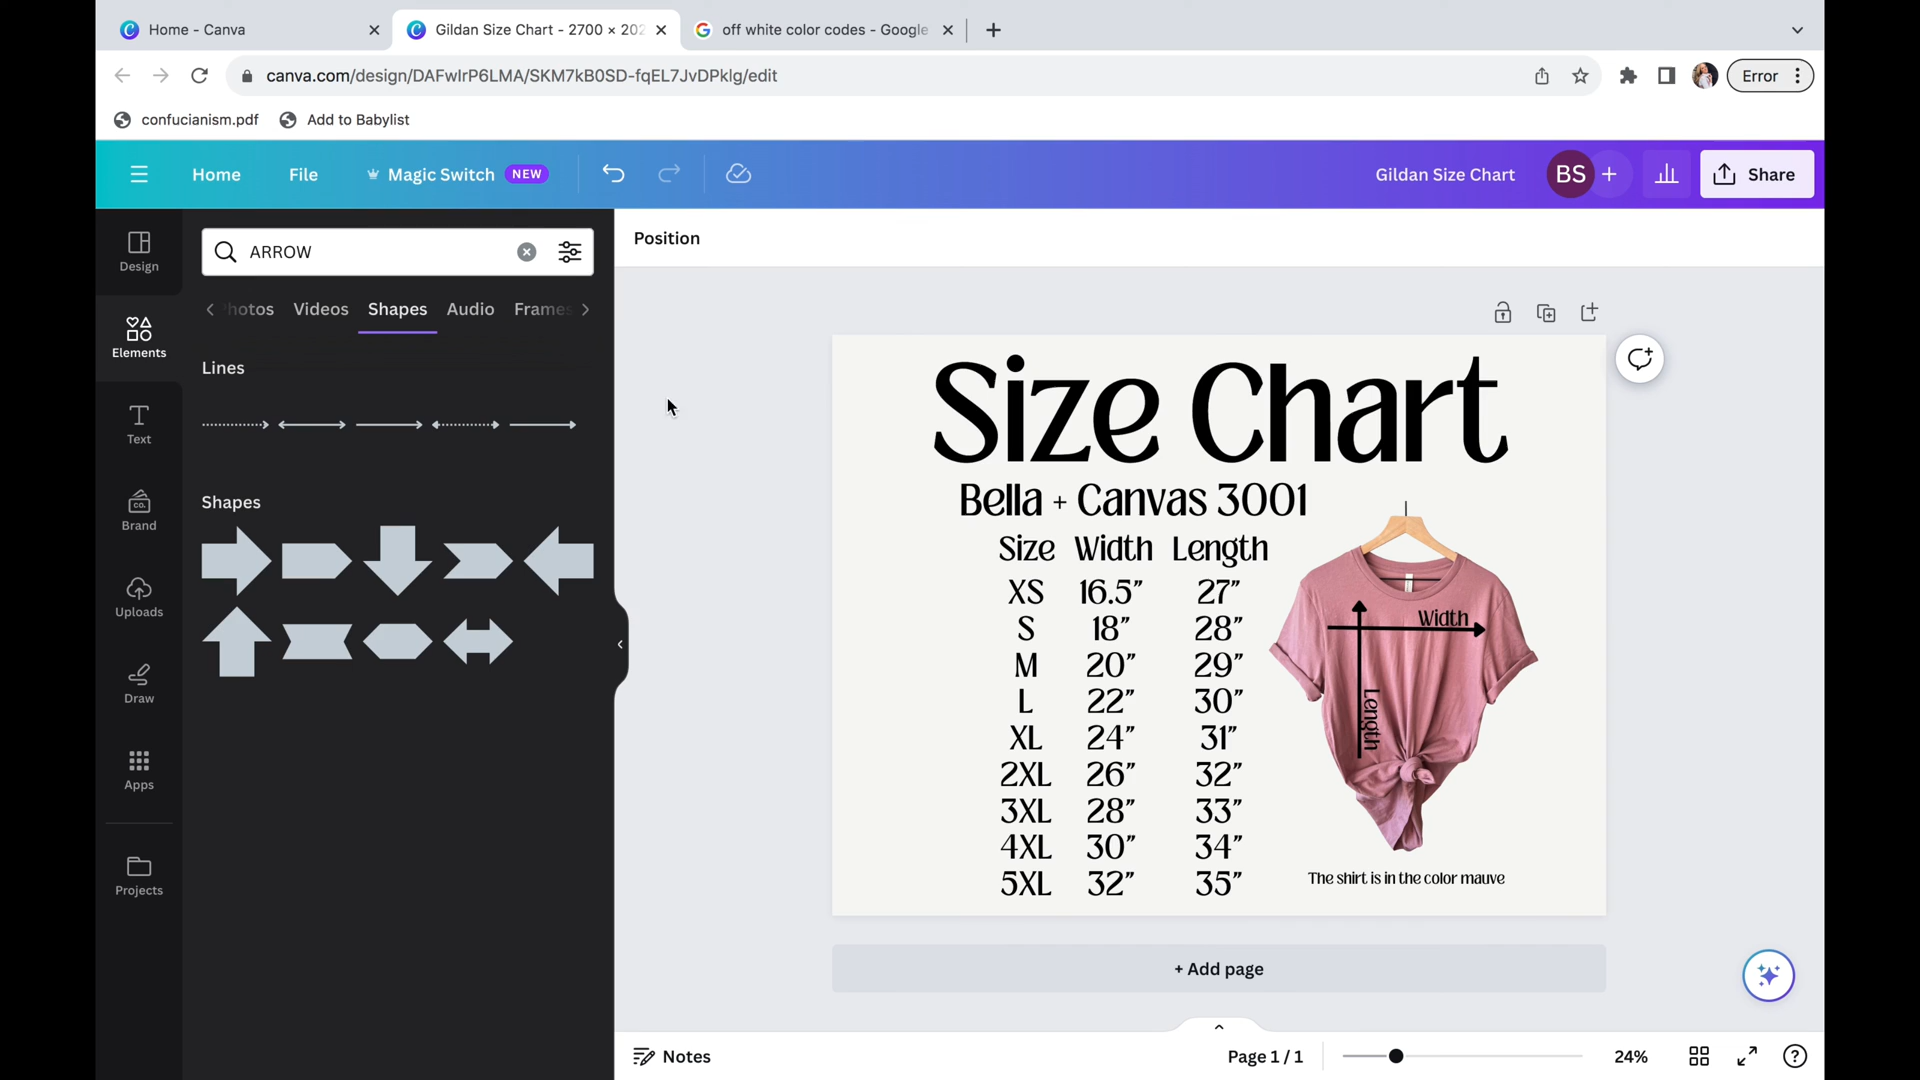 Home - Canva
Gildan Size Chart - 2700 × 202
off white color codes - Google
canva.com/design/DAFwIrP6LMA/SKM7kB0SD-fqEL7JvDPklg/edit
Error
confucianism.pdf
Add to Babylist
Home
File
Magic Switch
NEW
Gildan Size Chart
BS
Share
Design
Elements
Text
Brand
Uploads
Draw
Apps
Projects
ARROW
hotos
Videos
Shapes
Audio
Frames
Lines
Shapes
Position
Size Chart
Bella + Canvas 3001
Size Width Length
XS 16.5” 27”
S 18” 28”
M 20” 29”
L 22” 30”
XL 24” 31”
2XL 26” 32”
3XL 28” 33”
4XL 30” 34”
5XL 32” 35”
Width
Length
The shirt is in the color mauve
+ Add page
Notes
Page 1 / 1
24%